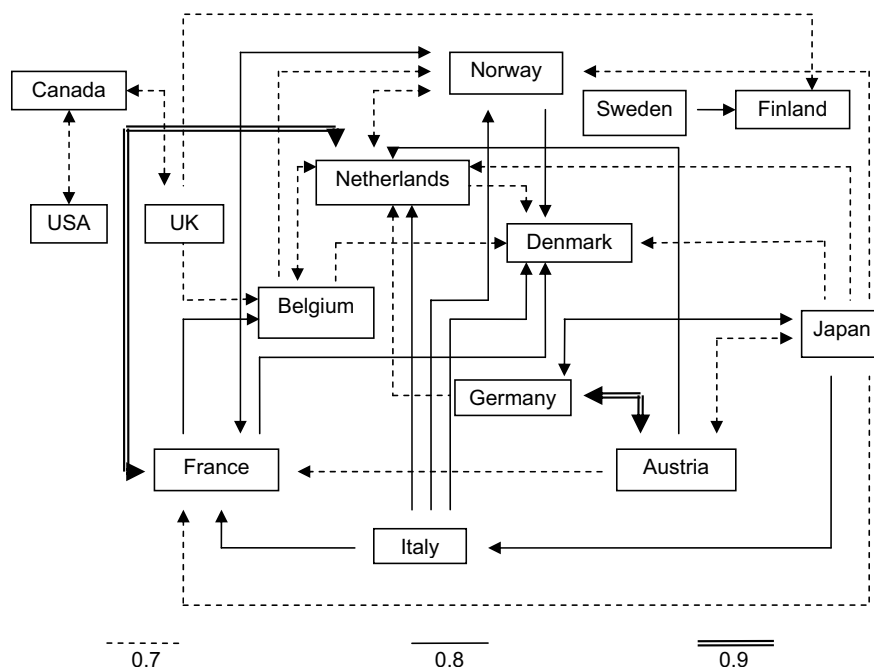 Norway
Canada
Sweden
Finland
Netherlands
USA
UK
Denmark
Belgium
Japan
Germany
France
Austria
Italy
0.7
0.8
0.9